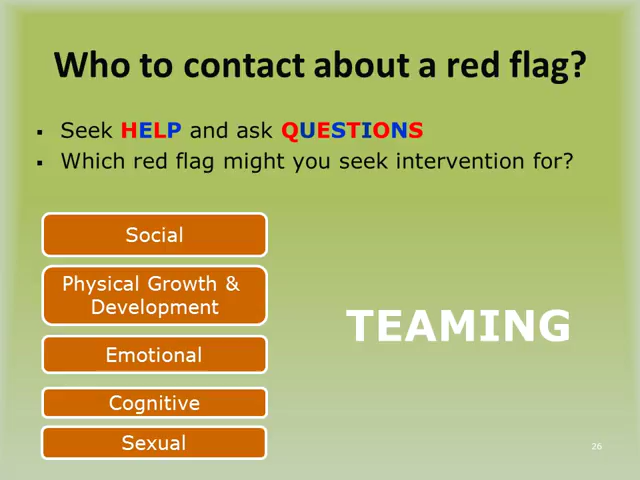 Who to contact about a red flag?
▪ Seek HELP and ask QUESTIONS
▪ Which red flag might you seek intervention for?
Social
Physical Growth &
Development
Emotional
Cognitive
Sexual
TEAMING
26